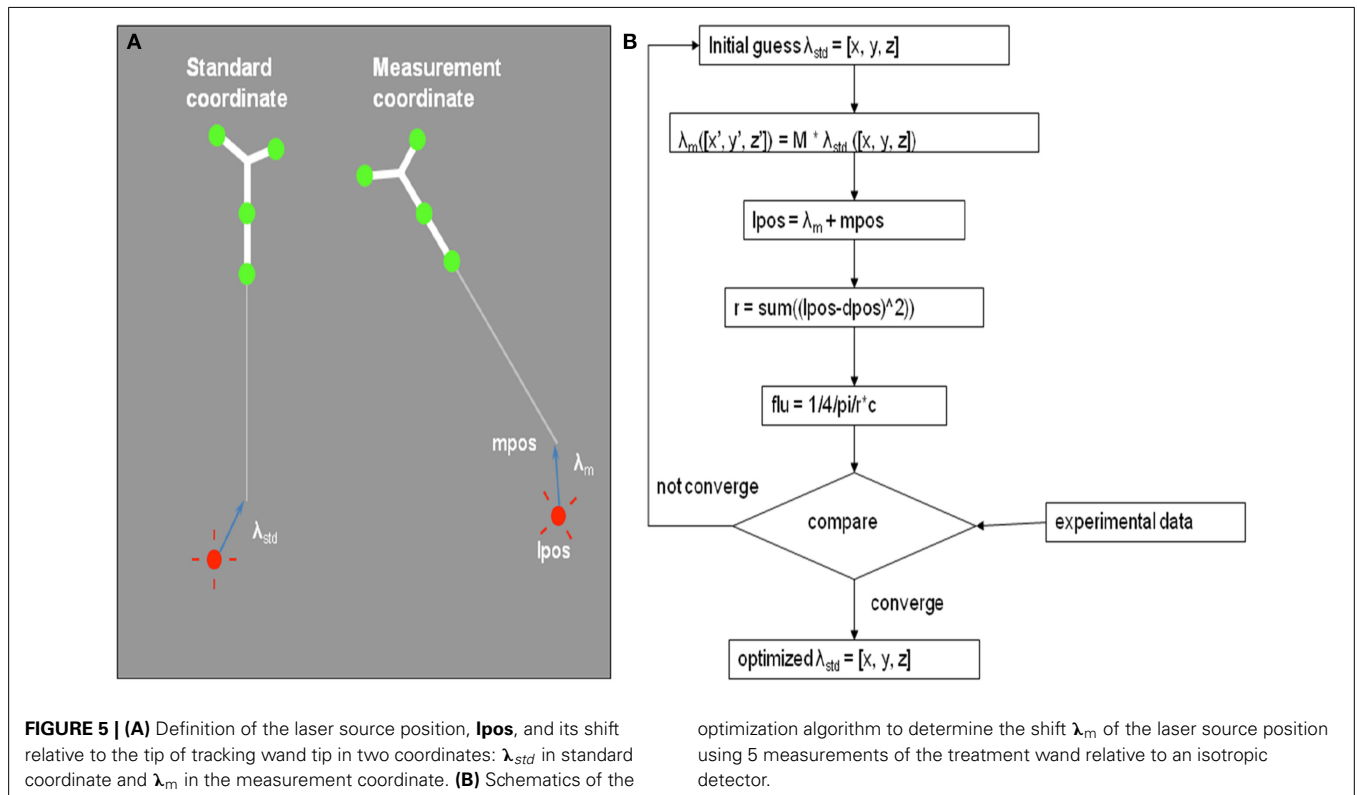 A
Standard
coordinate
Measurement
coordinate
mpos
λm
λstd
lpos
B
Initial guess λstd = [x, y, z]
λm([x', y', z']) = M * λstd ([x, y, z])
lpos = λm + mpos
r = sum((lpos-dpos)^2))
flu = 1/4/pi/r*c
not converge
compare
experimental data
converge
optimized λstd = [x, y, z]
FIGURE 5 | (A) Definition of the laser source position, lpos, and its shift
relative to the tip of tracking wand tip in two coordinates: λstd in standard
coordinate and λm in the measurement coordinate. (B) Schematics of the
optimization algorithm to determine the shift λm of the laser source position
using 5 measurements of the treatment wand relative to an isotropic
detector.